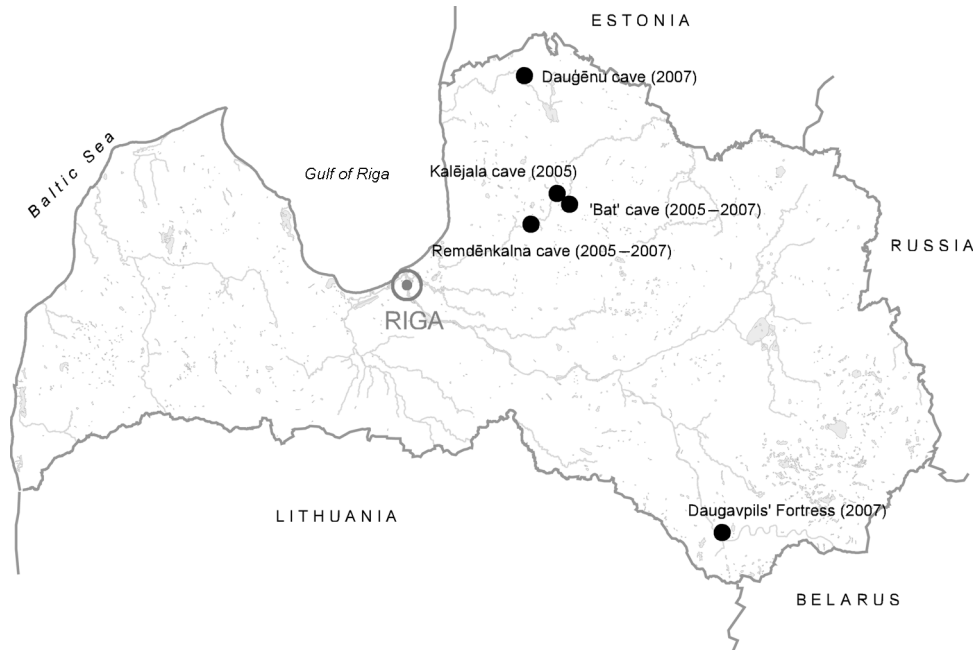 ESTONIA
Dauģēnu cave (2007)
Baltic Sea
Gulf of Riga
Kalējala cave (2005)
'Bat' cave (2005–2007)
RUSSIA
Remdēnkalna cave (2005–2007)
RIGA
LITHUANIA
Daugavpils' Fortress (2007)
BELARUS